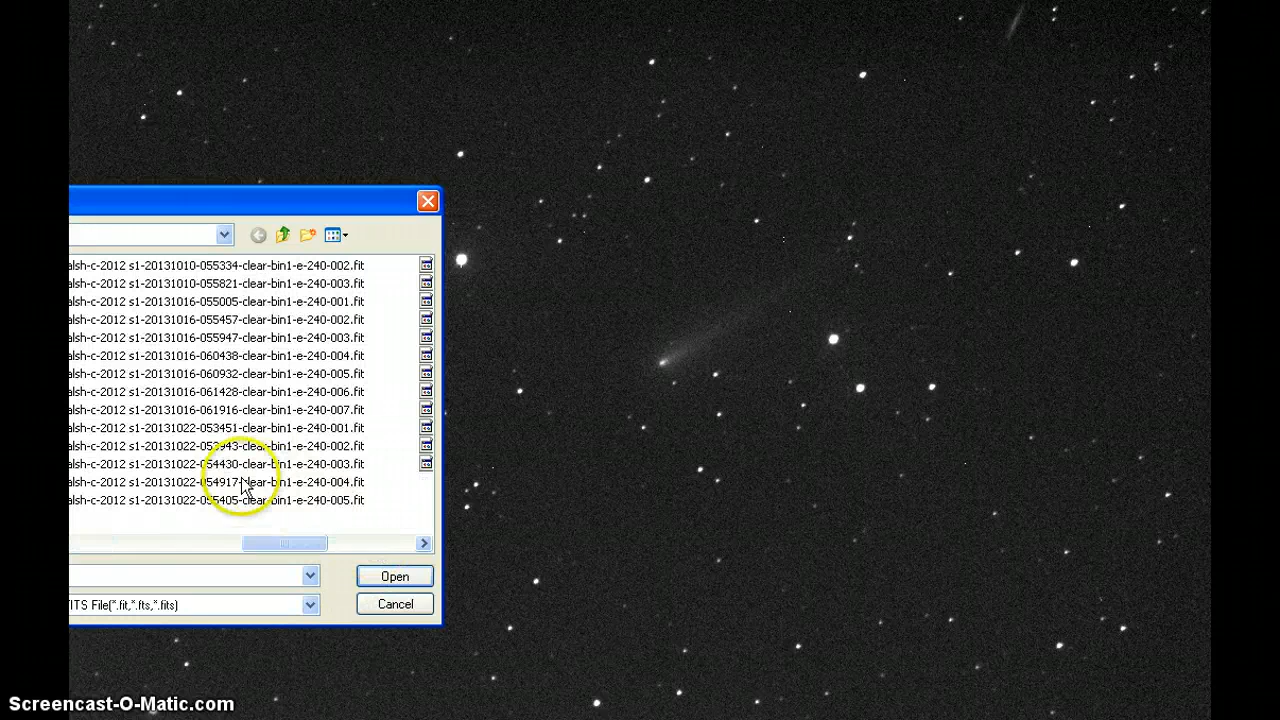 alsh-c-2012 s1-20131010-055334-clear-bin1-e-240-002.fit
alsh-c-2012 s1-20131010-055821-clear-bin1-e-240-003.fit
alsh-c-2012 s1-20131016-055005-clear-bin1-e-240-001.fit
alsh-c-2012 s1-20131016-055457-clear-bin1-e-240-002.fit
alsh-c-2012 s1-20131016-055947-clear-bin1-e-240-003.fit
alsh-c-2012 s1-20131016-060438-clear-bin1-e-240-004.fit
alsh-c-2012 s1-20131016-060932-clear-bin1-e-240-005.fit
alsh-c-2012 s1-20131016-061428-clear-bin1-e-240-006.fit
alsh-c-2012 s1-20131016-061916-clear-bin1-e-240-007.fit
alsh-c-2012 s1-20131022-053451-clear-bin1-e-240-001.fit
alsh-c-2012 s1-20131022-053943-clear-bin1-e-240-002.fit
alsh-c-2012 s1-20131022-054430-clear-bin1-e-240-003.fit
alsh-c-2012 s1-20131022-054917-clear-bin1-e-240-004.fit
alsh-c-2012 s1-20131022-055405-clear-bin1-e-240-005.fit
Open
ITS File(*.fit,*.fts,*.fits)
Cancel
Screencast-O-Matic.com